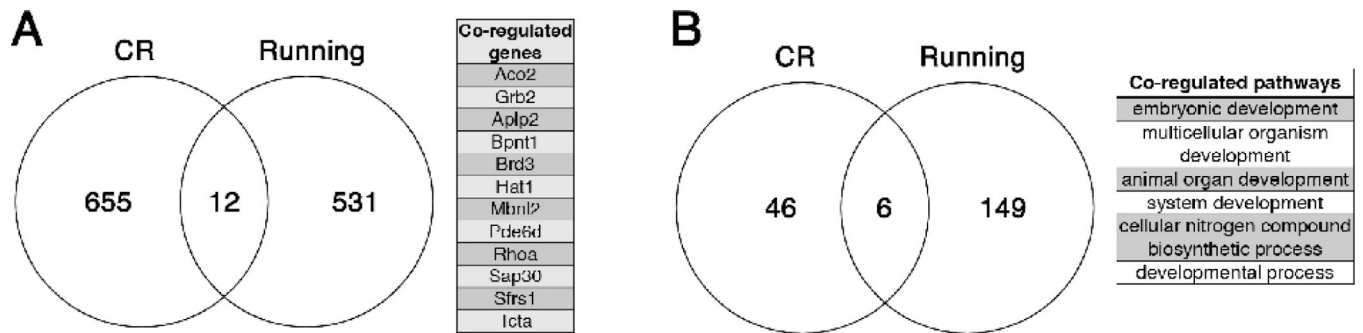 A
CR Running
655 12 531
Co-regulated
genes
Aco2
Grb2
Aplp2
Bpnt1
Brd3
Hat1
Mbnl2
Pde6d
Rhoa
Sap30
Sfrs1
Icta
B
CR Running
46 6 149
Co-regulated pathways
embryonic development
multicellular organism
development
animal organ development
system development
cellular nitrogen compound
biosynthetic process
developmental process